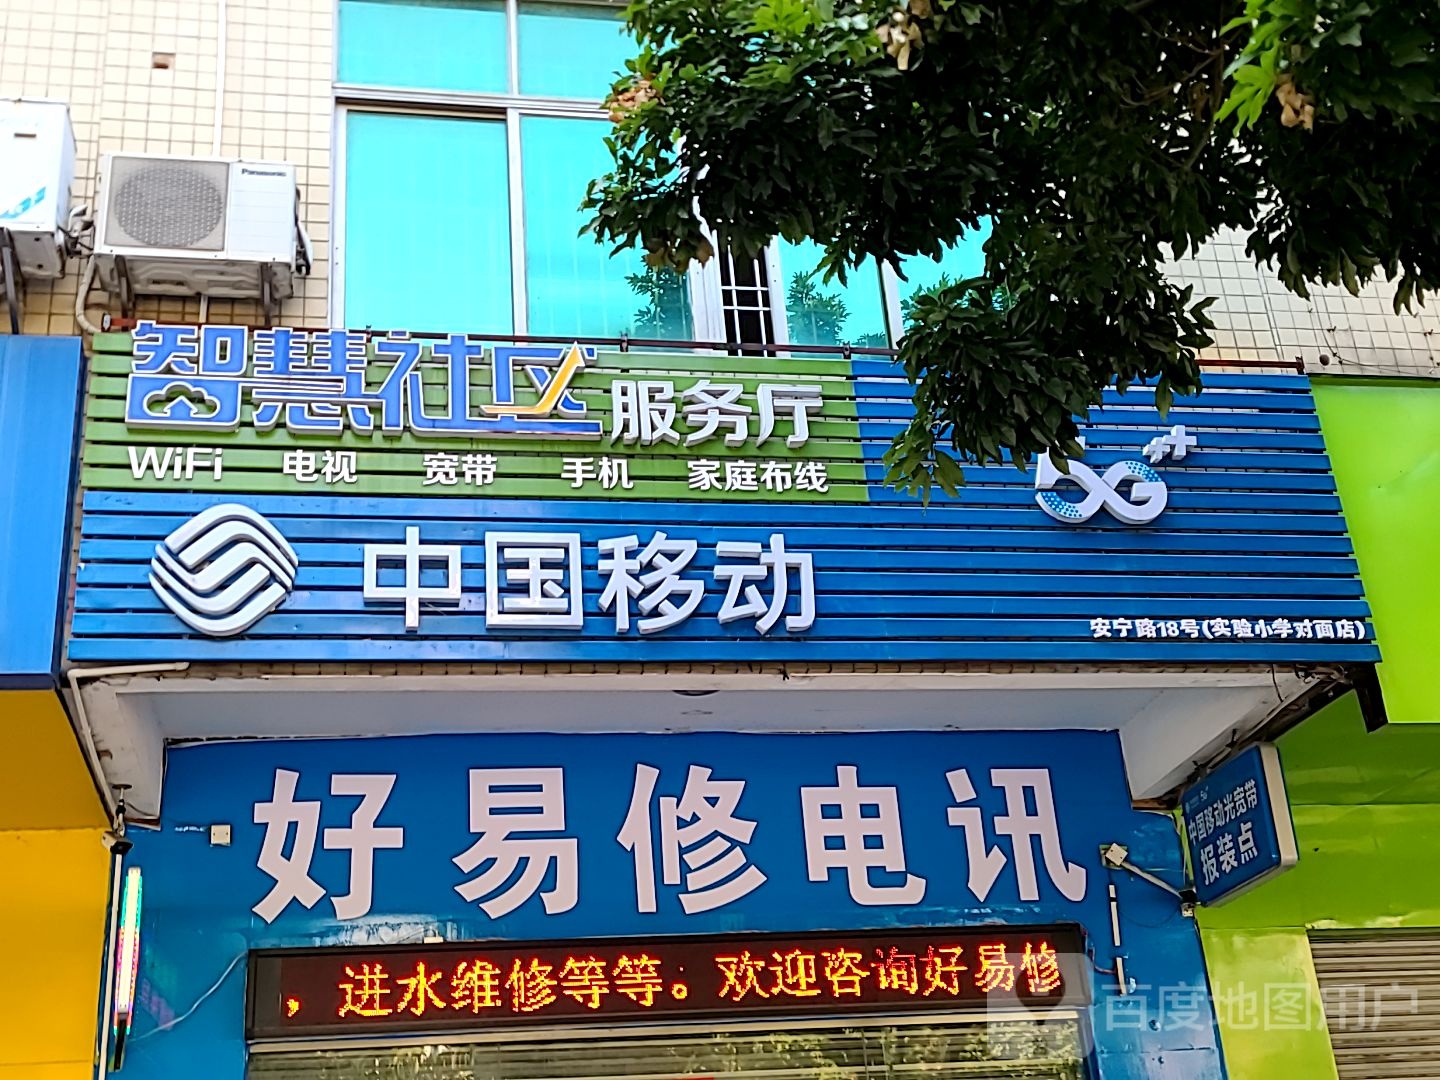 Panasonic
智慧社区服务厅
WiFi 电视 宽带 手机 家庭布线
5G++
中国移动
安宁路18号(实验小学对面店)
好易修电讯
中国移动光宽带
报装点
，进水维修等等。欢迎咨询好易修
百度地图用户